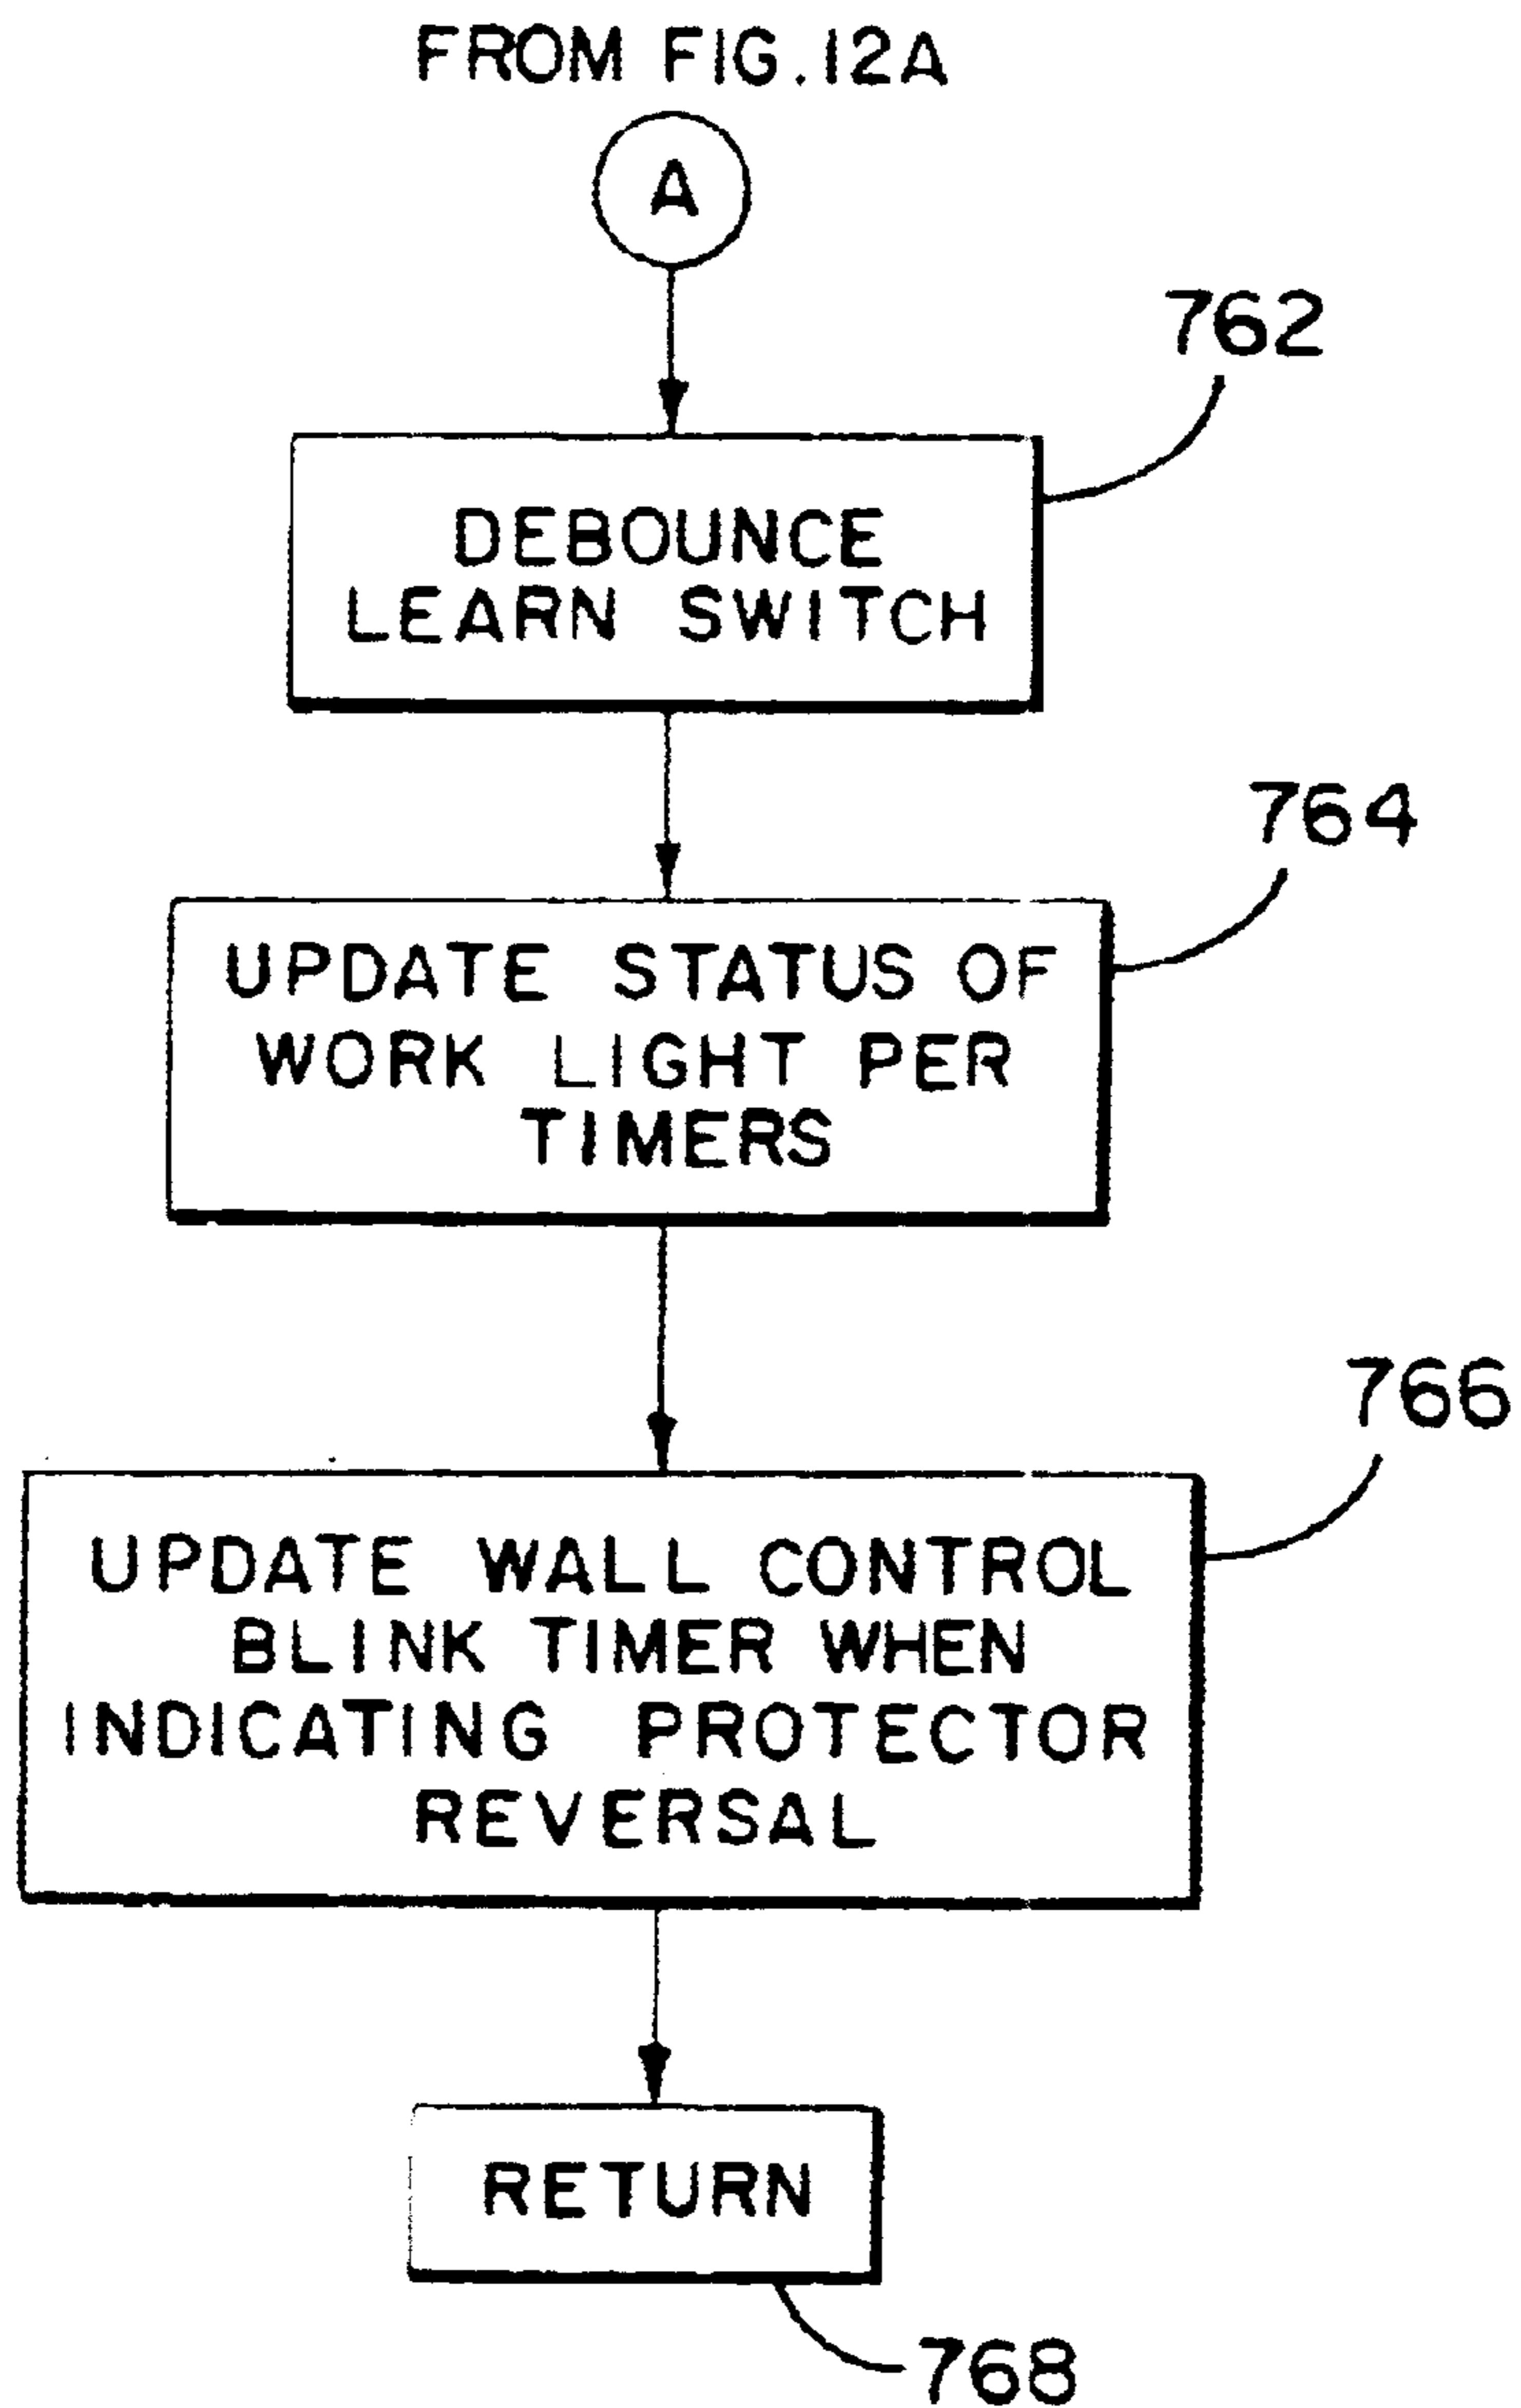 FROM FIG.12A
A
762
DEBOUNCE
LEARN SWITCH
764
UPDATE STATUS OF
WORK LIGHT PER
TIMERS
766
UPDATE WALL CONTROL
BLINK TIMER WHEN
INDICATING PROTECTOR
REVERSAL
RETURN
768